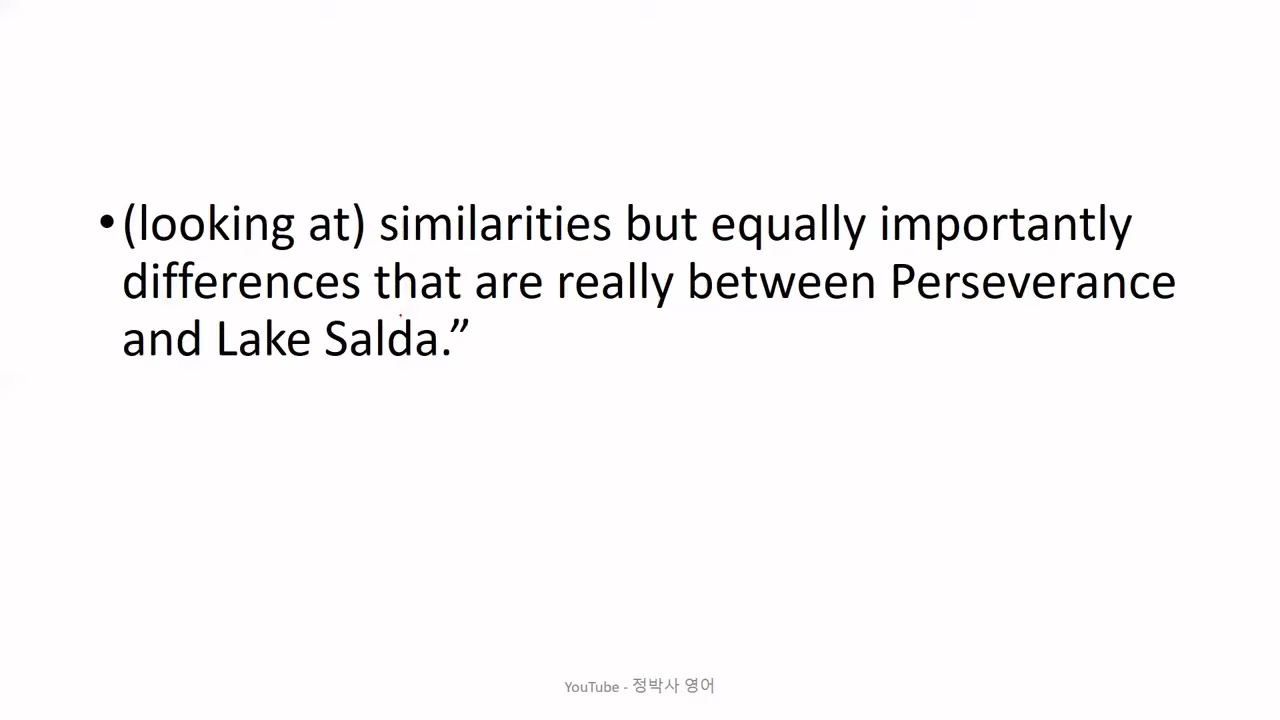 •(looking at) similarities but equally importantly
differences that are really between Perseverance
and Lake Salda.”
YouTube - 정박사 영어